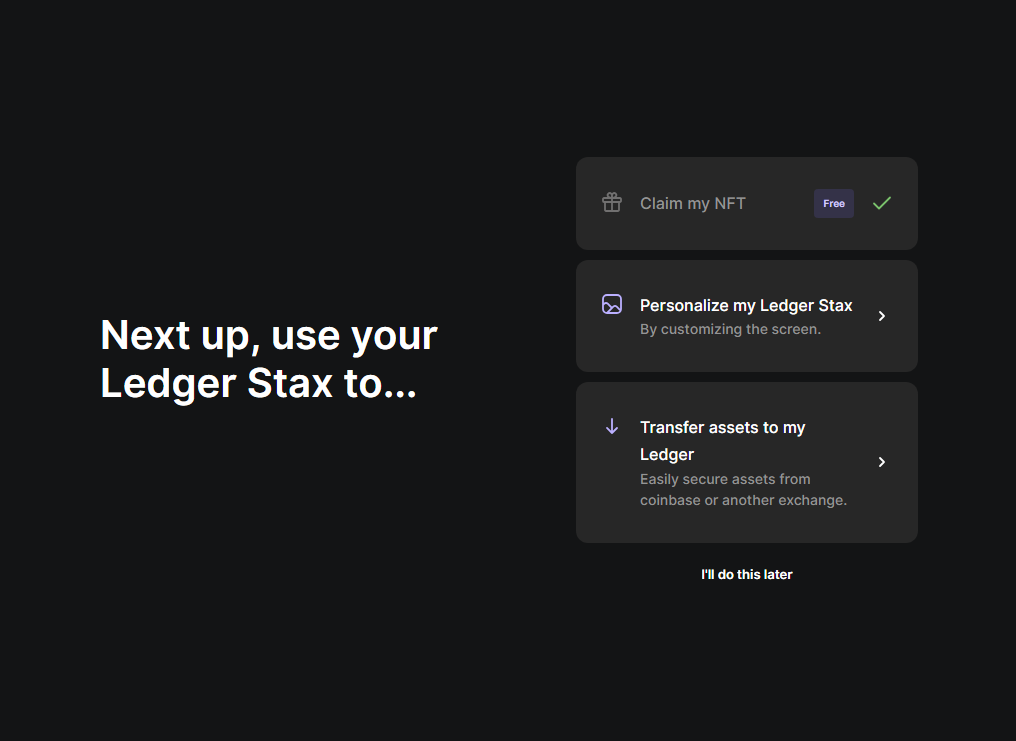 Next up, use your
Ledger Stax to...
Claim my NFT
Free
Personalize my Ledger Stax
By customizing the screen.
Transfer assets to my
Ledger
Easily secure assets from
coinbase or another exchange.
I'll do this later